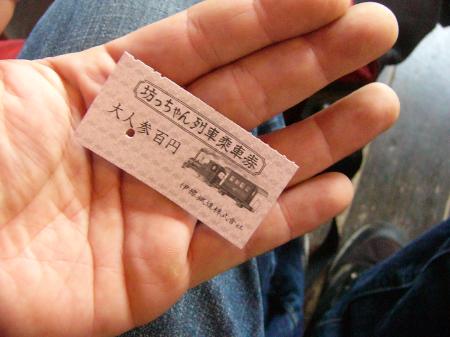 坊っちゃん列車乗車券
大人参百円
伊豫鉄道株式会社